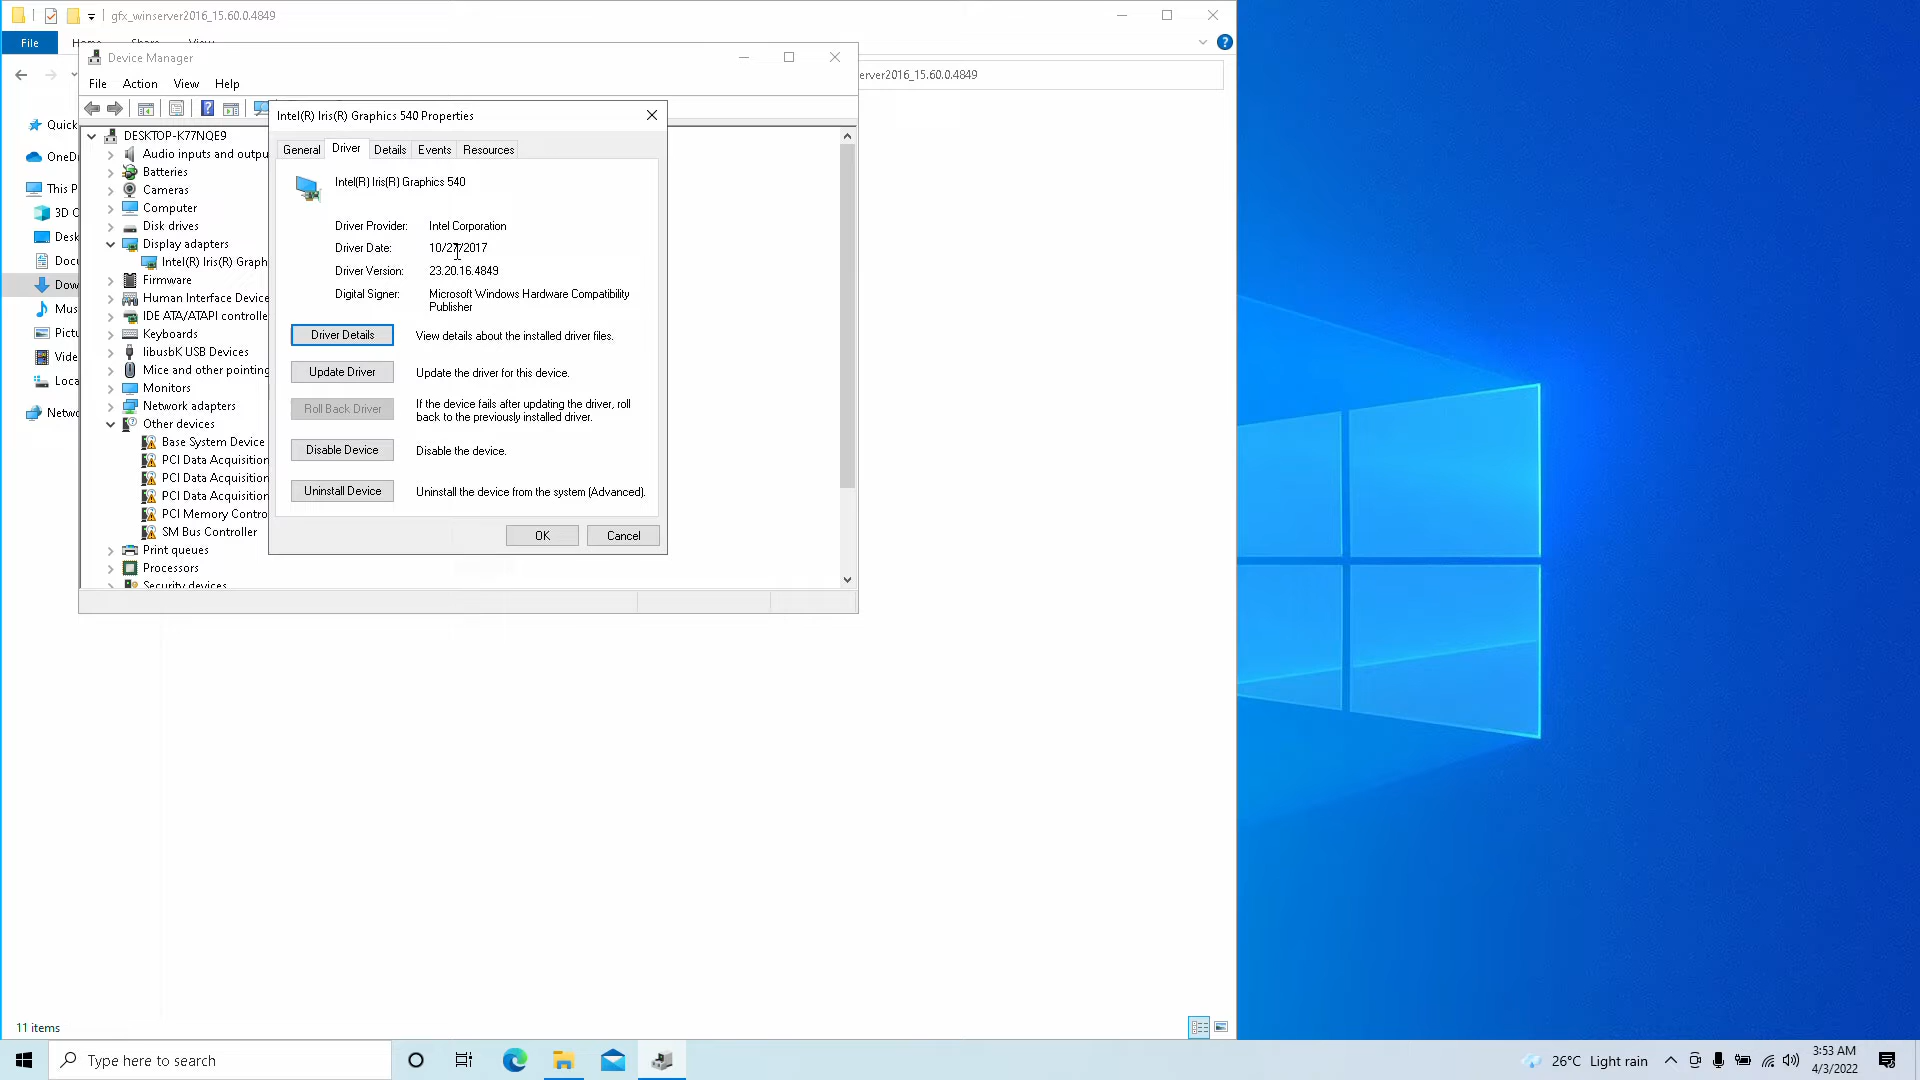 gfx_winserver2016_15.60.0.4849
File
Device Manager
erver2016_15.60.0.4849
File Action View Help
Intel(R) Iris(R) Graphics 540 Properties
Quick
OneD
This P
3D O
Desk
Docu
Dow
Mus
Pictu
Vide
Loca
Netwo
DESKTOP-K77NQE9
Audio inputs and outpu
Batteries
Cameras
Computer
Disk drives
Display adapters
Intel(R) Iris(R) Graph
Firmware
Human Interface Device
IDE ATA/ATAPI controlle
Keyboards
libusbK USB Devices
Mice and other pointing
Monitors
Network adapters
Other devices
Base System Device
PCI Data Acquisition
PCI Data Acquisition
PCI Data Acquisition
PCI Memory Contro
SM Bus Controller
Print queues
Processors
Security devices
General Driver Details Events Resources
Intel(R) Iris(R) Graphics 540
Driver Provider: Intel Corporation
Driver Date: 10/27/2017
Driver Version: 23.20.16.4849
Digital Signer: Microsoft Windows Hardware Compatibility
Publisher
Driver Details View details about the installed driver files.
Update Driver Update the driver for this device.
Roll Back Driver If the device fails after updating the driver, roll
back to the previously installed driver.
Disable Device Disable the device.
Uninstall Device Uninstall the device from the system (Advanced).
OK Cancel
11 items
Type here to search
26°C Light rain
3:53 AM
4/3/2022